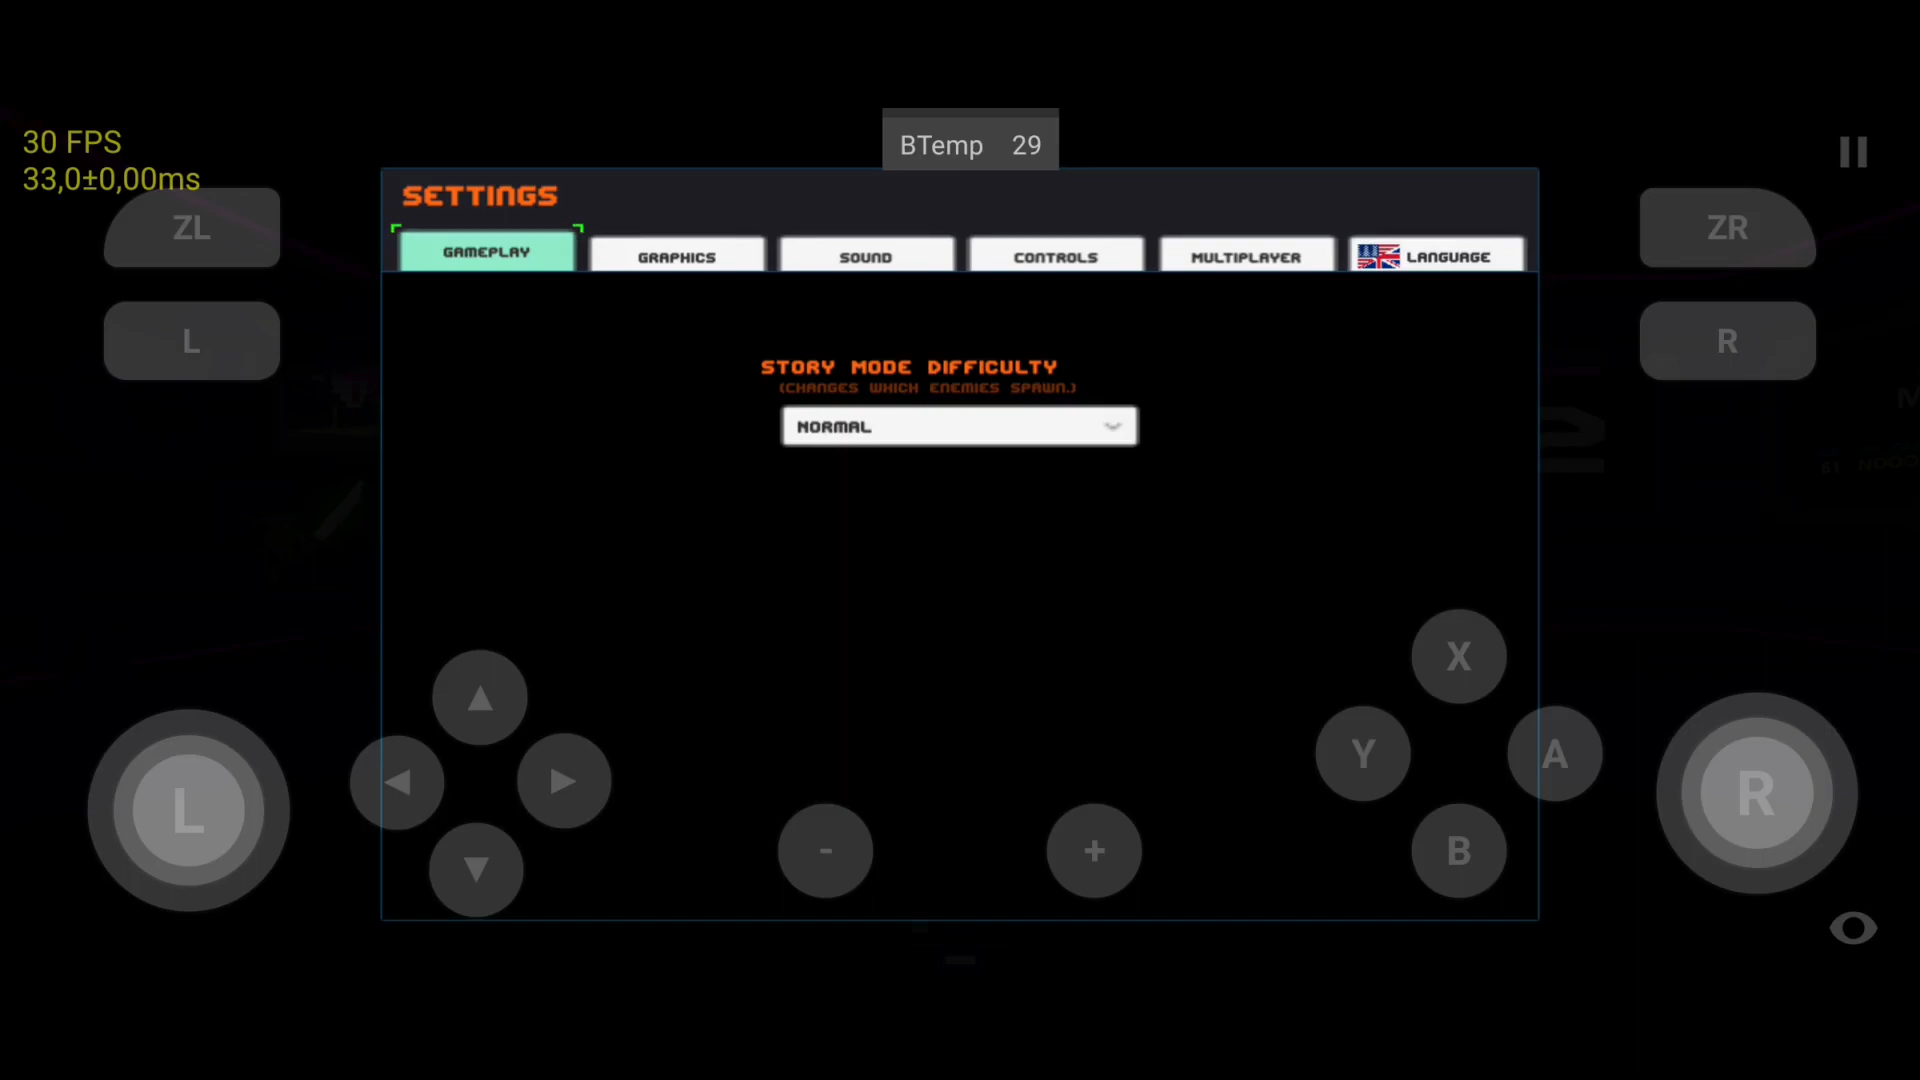 30 FPS
33,0±0,00ms
BTemp 29
ZL
ZR
SETTINGS
GAMEPLAY
GRAPHICS
SOUND
CONTROLS
MULTIPLAYER
LANGUAGE
L
R
STORY MODE DIFFICULTY
(CHANGES WHICH ENEMIES SPAWN.)
NORMAL
X
Y
A
L
R
-
+
B